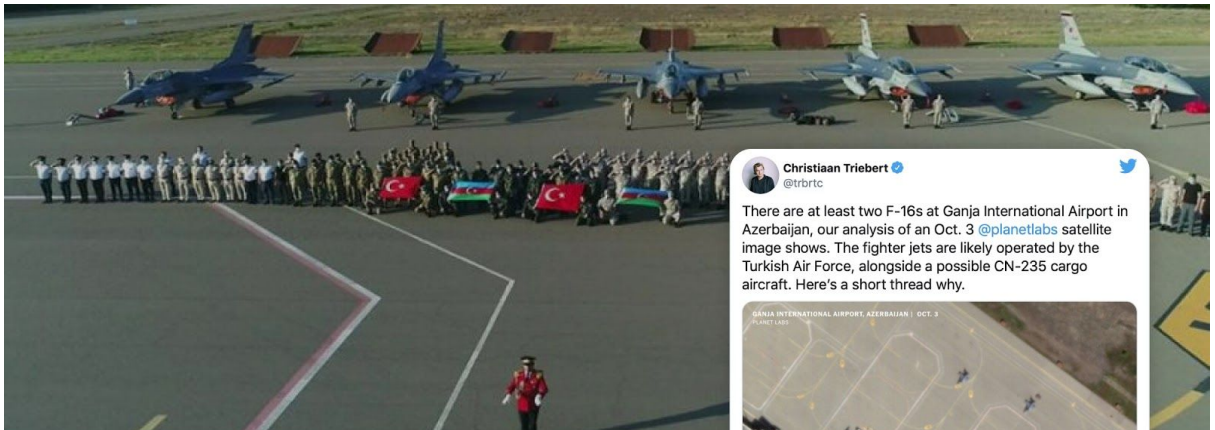 Christiaan Triebert
@trbrtc
There are at least two F-16s at Ganja International Airport in
Azerbaijan, our analysis of an Oct. 3 @planetlabs satellite
image shows. The fighter jets are likely operated by the
Turkish Air Force, alongside a possible CN-235 cargo
aircraft. Here's a short thread why.
GANJA INTERNATIONAL AIRPORT, AZERBAIJAN | OCT. 3
PLANET LABS